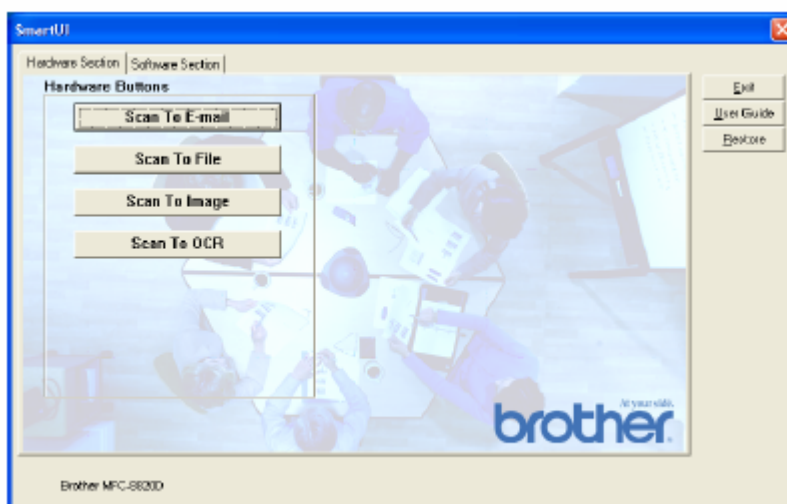 SmartUI
Hardware Section
Software Section
Hardware Buttons
Scan To E-mail
Scan To File
Scan To Image
Scan To OCR
Exit
User Guide
Restore
At your side.
brother
Brother MFC-8820D